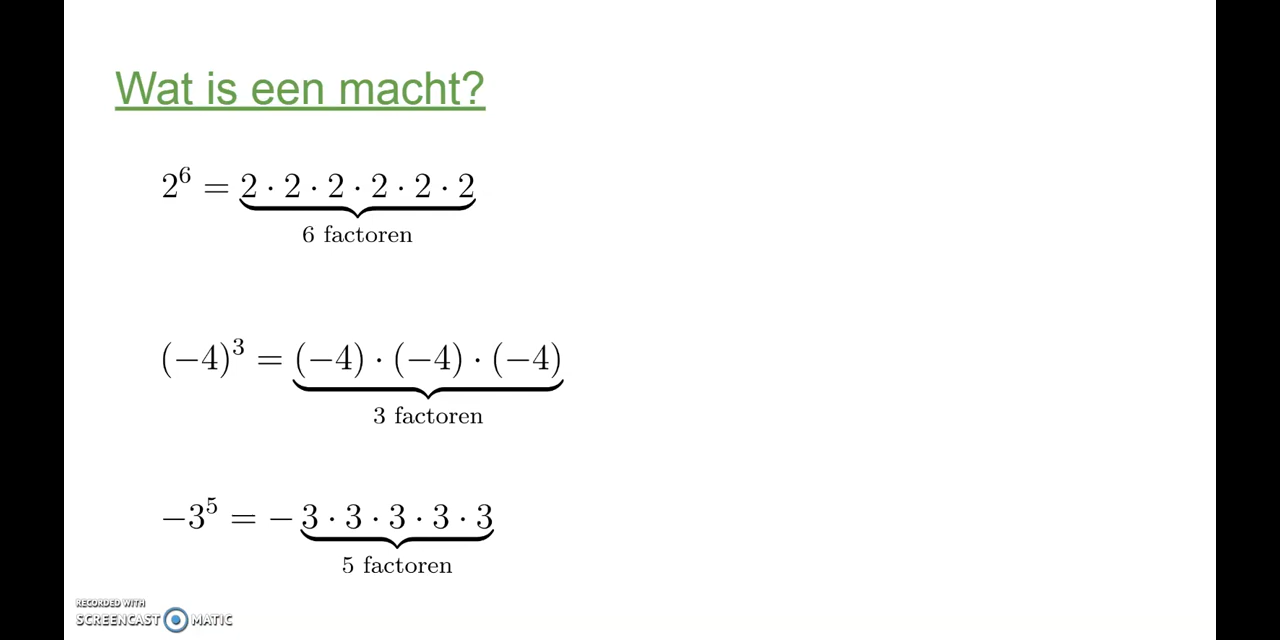 Wat is een macht?
2⁶ = 2 · 2 · 2 · 2 · 2 · 2
6 factoren
(−4)³ = (−4) · (−4) · (−4)
3 factoren
−3⁵ = − 3 · 3 · 3 · 3 · 3
5 factoren
RECORDED WITH
SCREENCAST MATIC